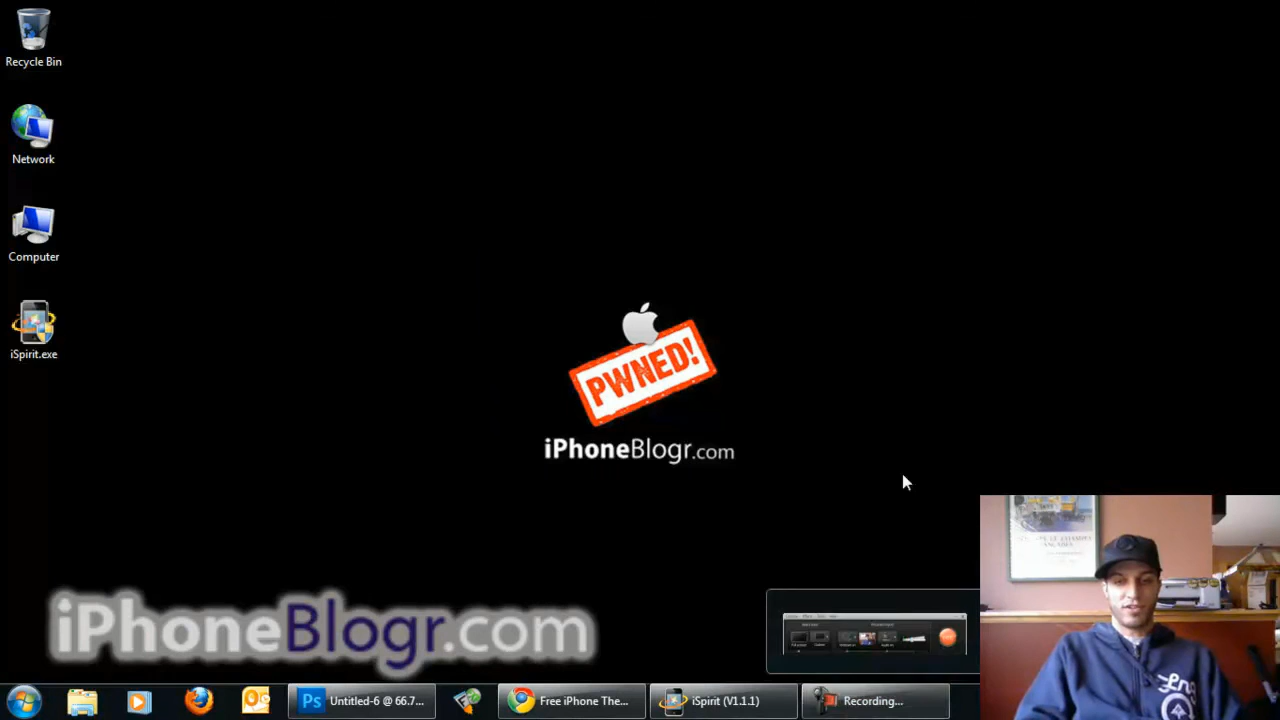 Recycle Bin
Network
Computer
iSpirit.exe
PWNED!
iPhoneBlogr.com
iPhoneBlogr.com
Ps Untitled-6 @ 66.7...
Free iPhone The...
iSpirit (V1.1.1)
Recording...